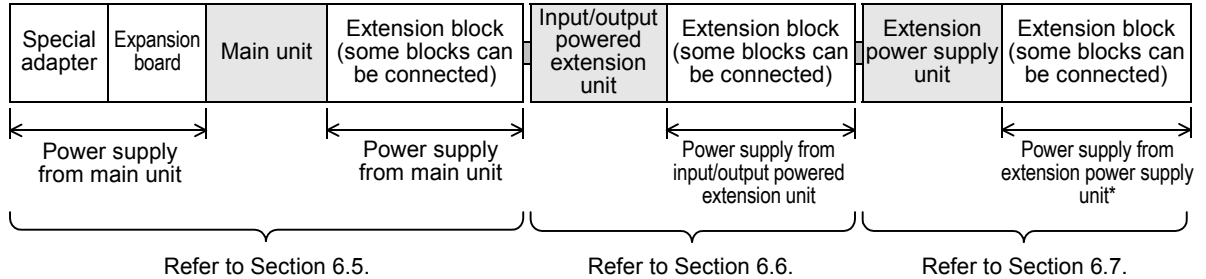 Special
adapter
Expansion
board
Main unit
Extension block
(some blocks can
be connected)
Input/output
powered
extension
unit
Extension block
(some blocks can
be connected)
Extension
power supply
unit
Extension block
(some blocks can
be connected)
Power supply
from main unit
Power supply
from main unit
Power supply from
input/output powered
extension unit
Power supply from
extension power supply
unit*
Refer to Section 6.5.
Refer to Section 6.6.
Refer to Section 6.7.